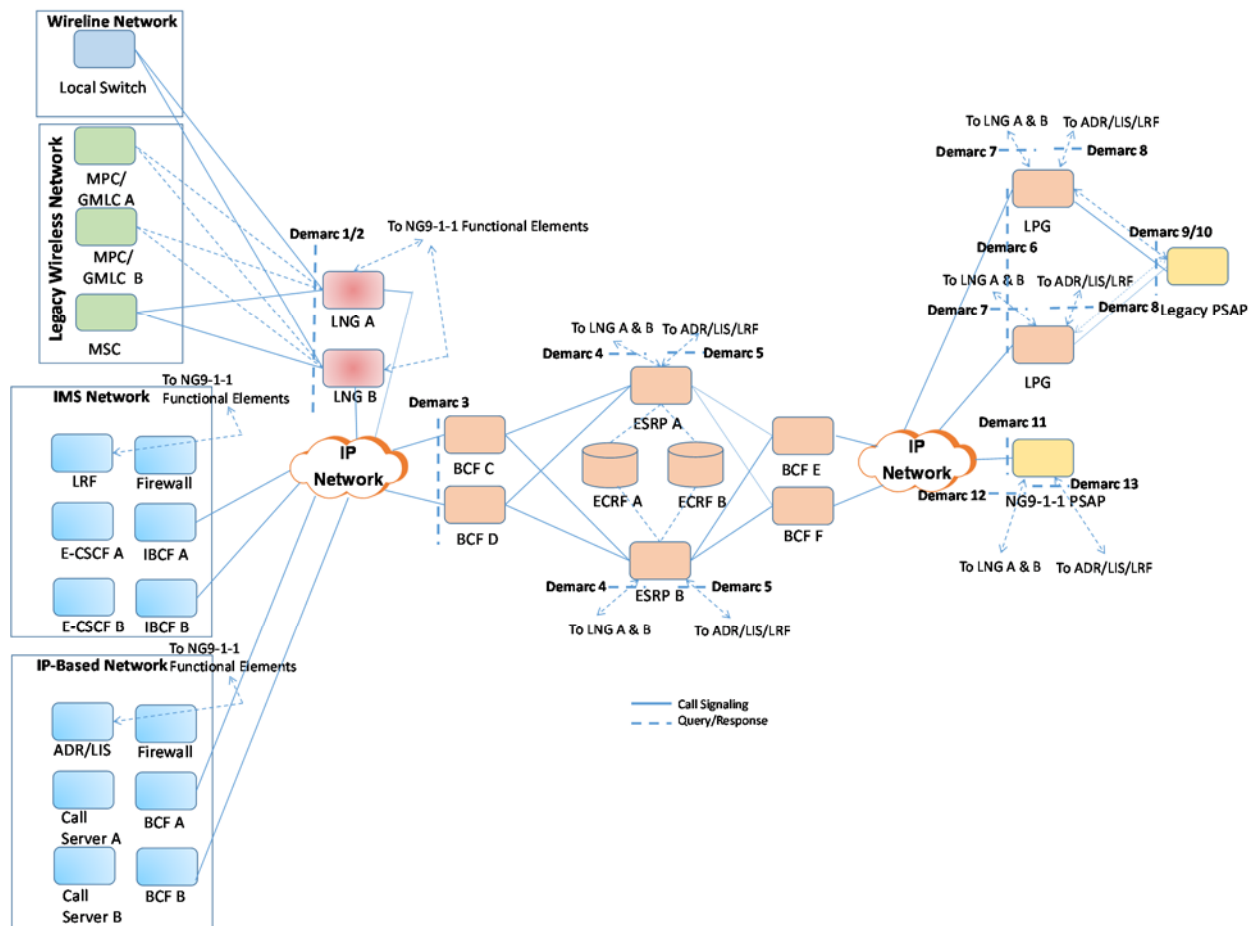 Wireline Network
Local Switch
Legacy Wireless Network
MPC/
GMLC A
MPC/
GMLC B
MSC
Demarc 1/2
To NG9-1-1 Functional Elements
LNG A
LNG B
IMS Network
To NG9-1-1
Functional Elements
LRF
Firewall
E-CSCF A
IBCF A
E-CSCF B
IBCF B
To NG9-1-1
IP-Based Network
Functional Elements
ADR/LIS
Firewall
Call
Server A
BCF A
Call
Server B
BCF B
IP
Network
Demarc 3
BCF C
BCF D
To LNG A & B
To ADR/LIS/LRF
Demarc 4
Demarc 5
ESRP A
ECRF A
ECRF B
Demarc 4
ESRP B
Demarc 5
To LNG A & B
To ADR/LIS/LRF
BCF E
BCF F
Call Signaling
Query/Response
IP
Network
To LNG A & B
To ADR/LIS/LRF
Demarc 7
Demarc 8
LPG
Demarc 6
Demarc 9/10
To LNG A & B
To ADR/LIS/LRF
Demarc 7
Demarc 8
Legacy PSAP
LPG
Demarc 11
Demarc 12
Demarc 13
NG9-1-1 PSAP
To LNG A & B
To ADR/LIS/LRF